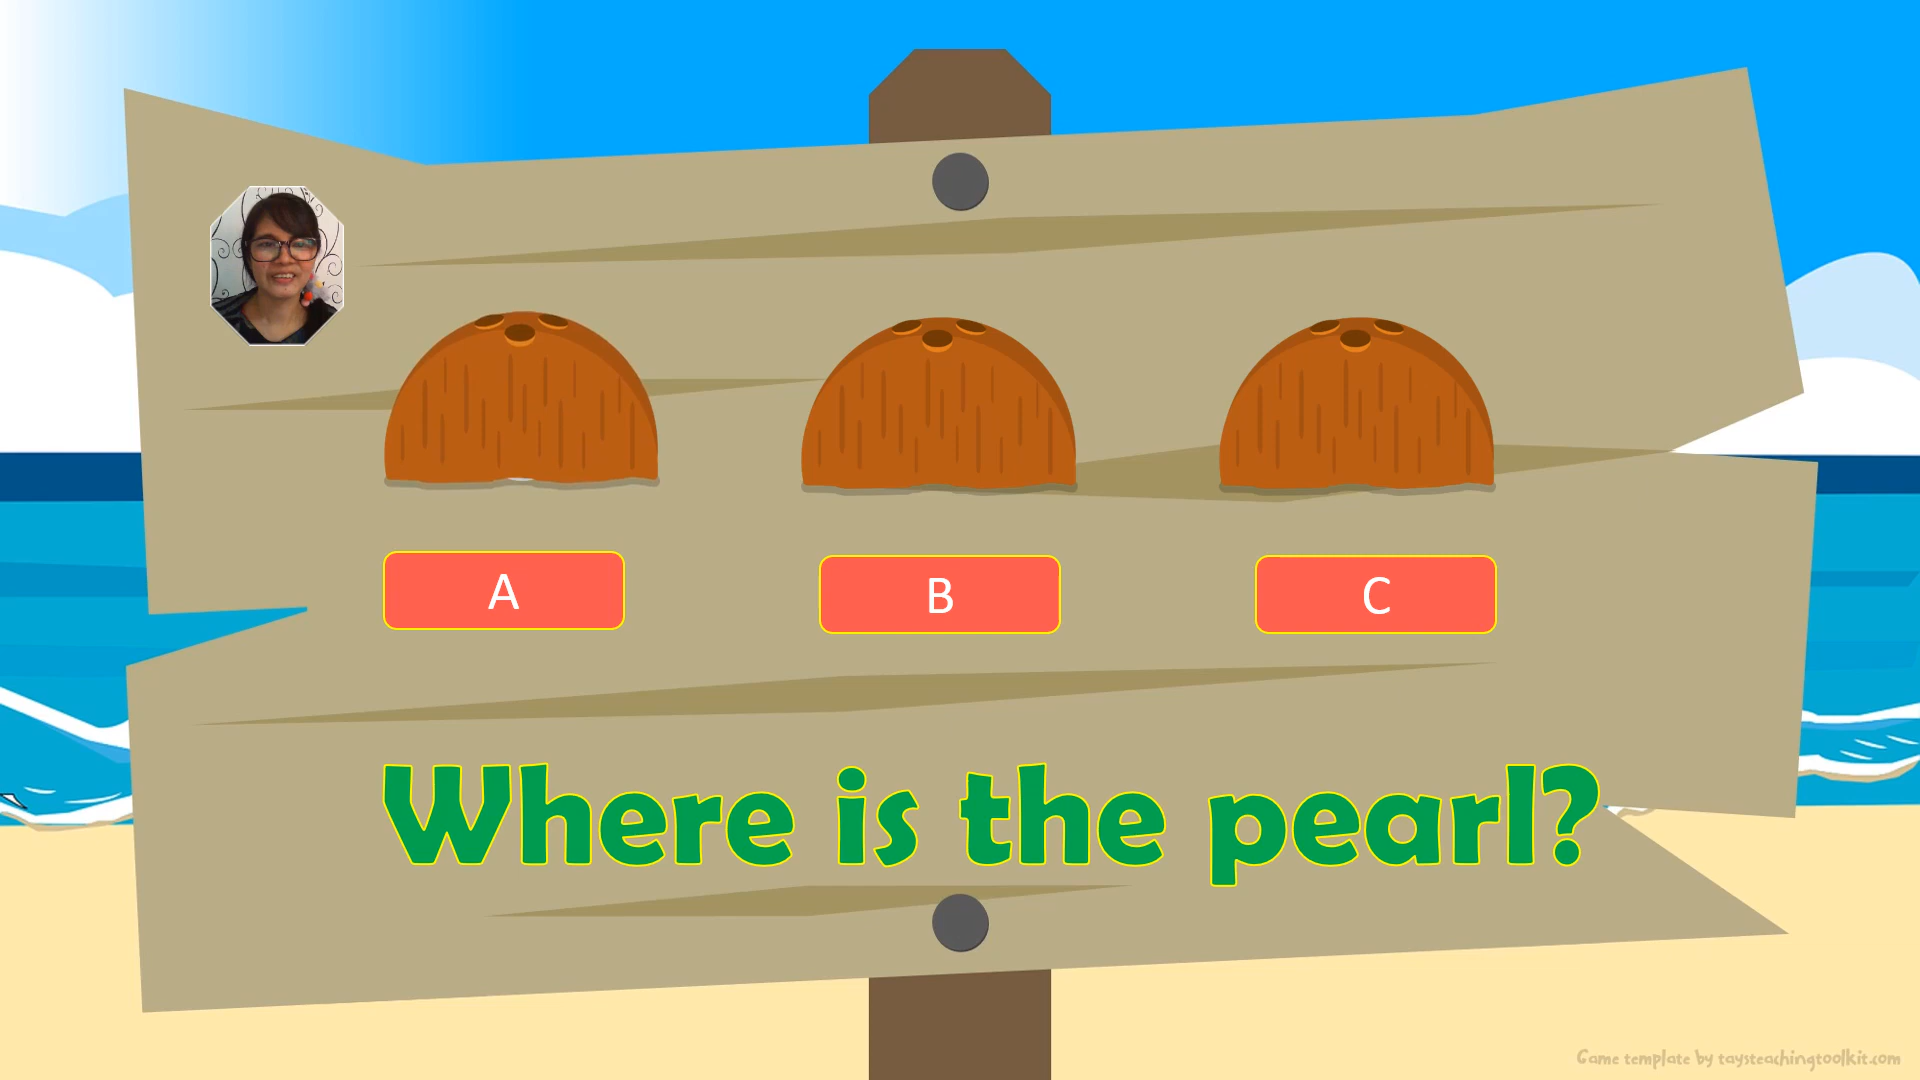 A
B
C
Where is the pearl?
Game template by taysteachingtoolkit.com